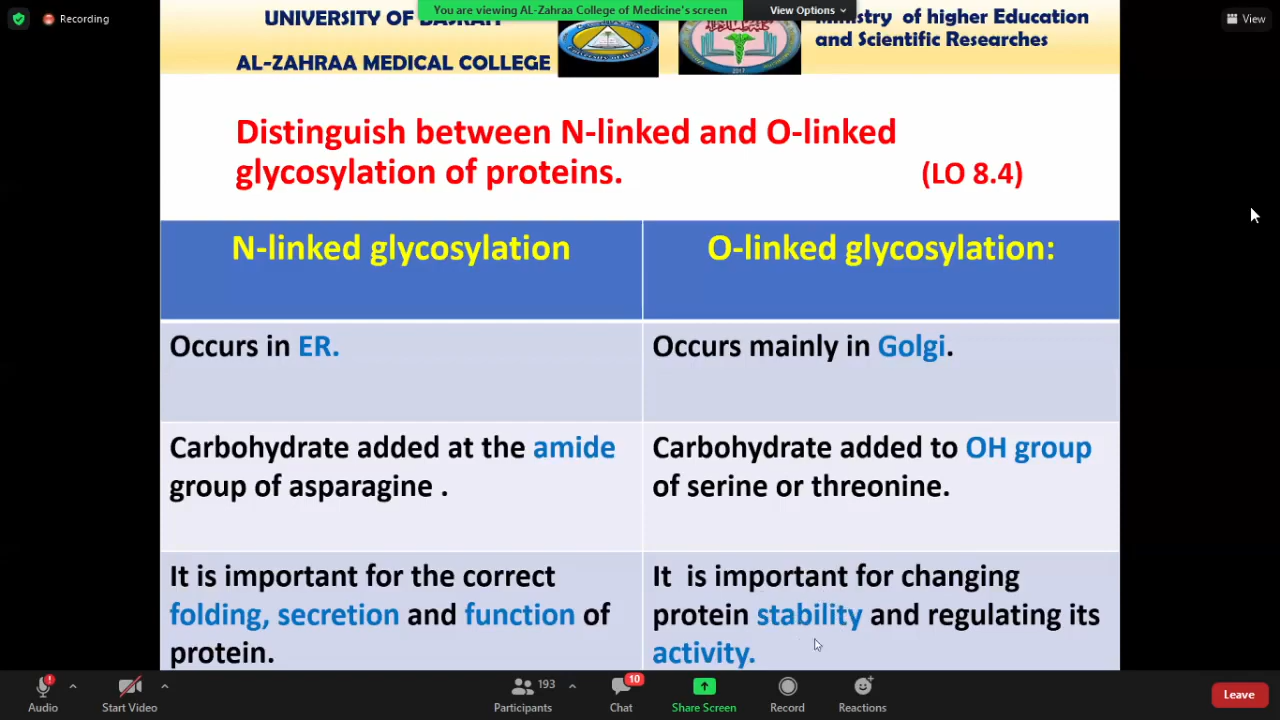 Recording
You are viewing AL-Zahraa College of Medicine's screen
View Options
View
UNIVERSITY OF BASRAH
AL-ZAHRAA MEDICAL COLLEGE
Ministry of higher Education
and Scientific Researches
2017
Distinguish between N-linked and O-linked
glycosylation of proteins. (LO 8.4)
N-linked glycosylation
O-linked glycosylation:
Occurs in ER.
Occurs mainly in Golgi.
Carbohydrate added at the amide
group of asparagine .
Carbohydrate added to OH group
of serine or threonine.
It is important for the correct
folding, secretion and function of
protein.
It is important for changing
protein stability and regulating its
activity.
Audio
Start Video
193
Participants
10
Chat
Share Screen
Record
Reactions
Leave